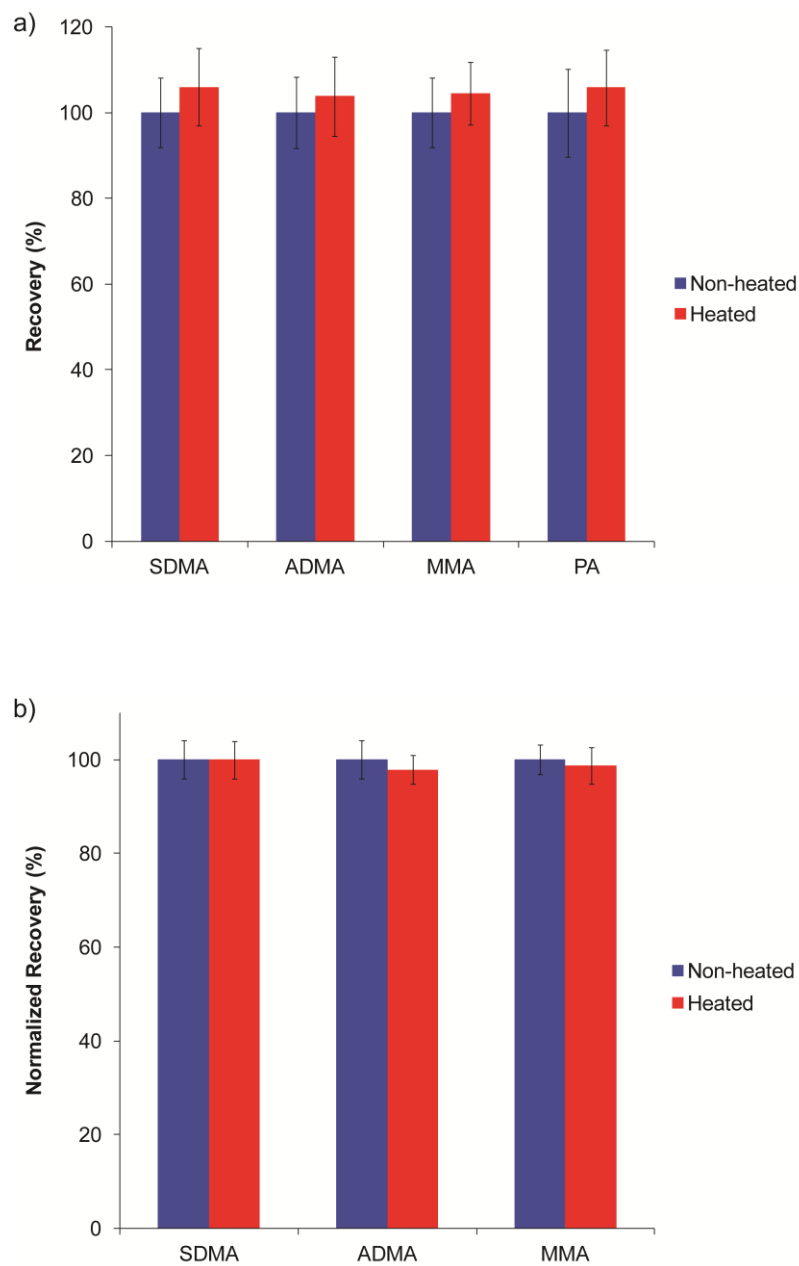 a)
120
100
80
60
40
20
0
Recovery (%)
SDMA ADMA MMA PA
Non-heated
Heated
b)
100
80
60
40
20
0
Normalized Recovery (%)
SDMA ADMA MMA
Non-heated
Heated